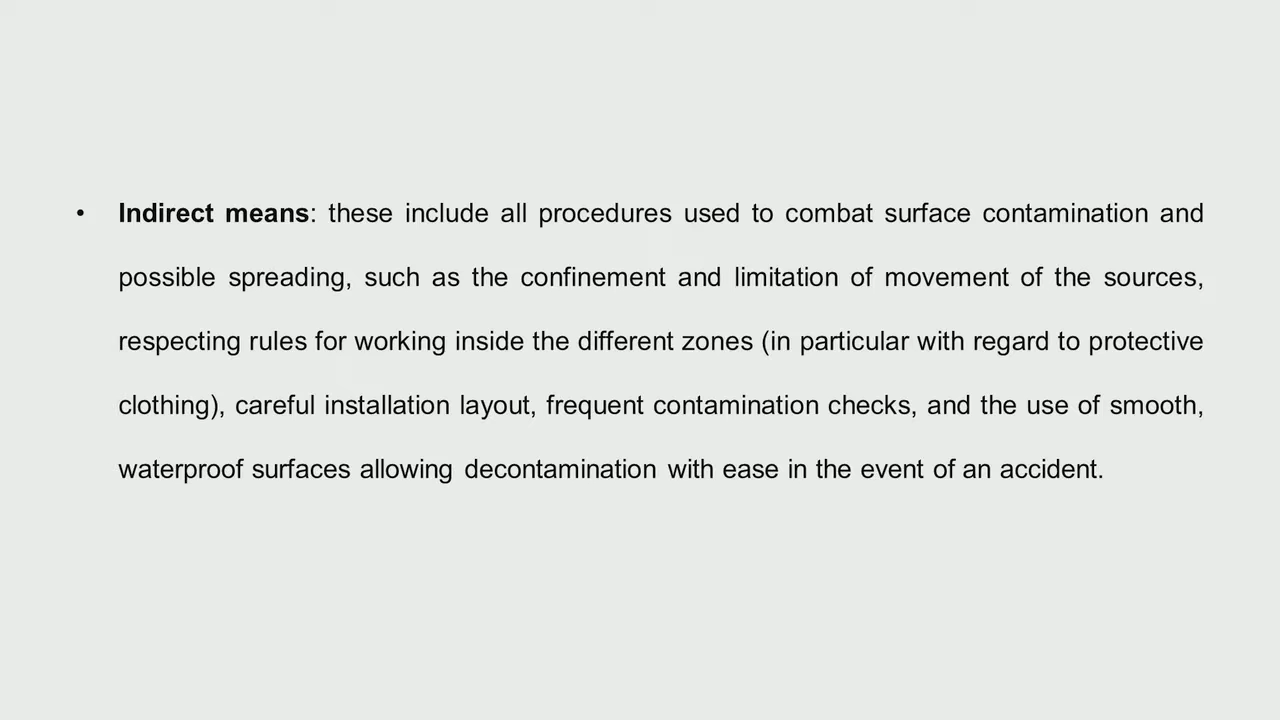 • Indirect means: these include all procedures used to combat surface contamination and
possible spreading, such as the confinement and limitation of movement of the sources,
respecting rules for working inside the different zones (in particular with regard to protective
clothing), careful installation layout, frequent contamination checks, and the use of smooth,
waterproof surfaces allowing decontamination with ease in the event of an accident.